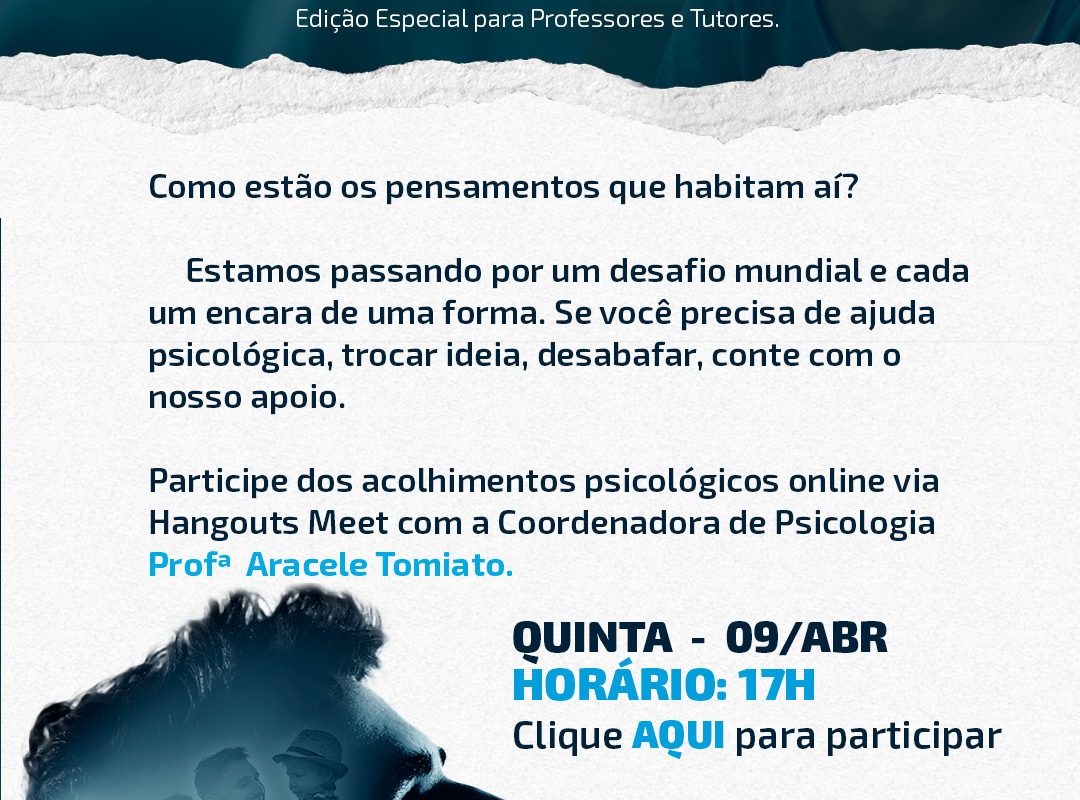 Edição Especial para Professores e Tutores.
Como estão os pensamentos que habitam aí?
Estamos passando por um desafio mundial e cada
um encara de uma forma. Se você precisa de ajuda
psicológica, trocar ideia, desabafar, conte com o
nosso apoio.
Participe dos acolhimentos psicológicos online via
Hangouts Meet com a Coordenadora de Psicologia
Profª Aracele Tomiato.
QUINTA - 09/ABR
HORÁRIO: 17H
Clique AQUI para participar